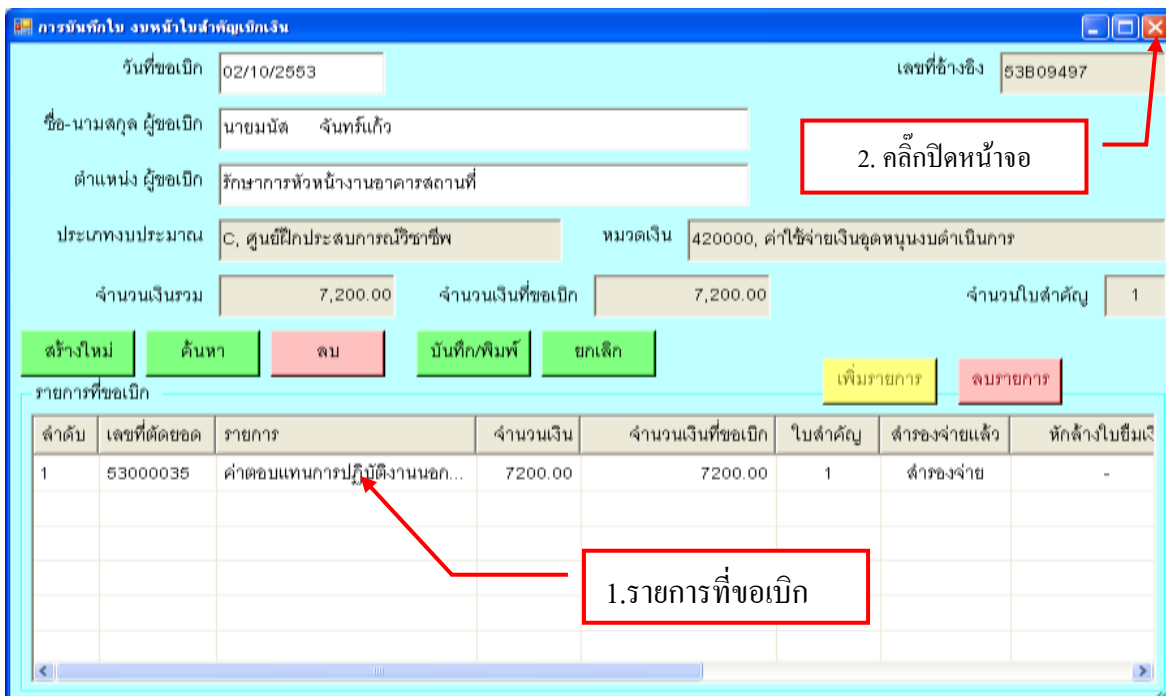 การบันทึกใบ งบหน้าใบสำคัญเบิกเงิน
วันที่ขอเบิก 02/10/2553 เลขที่อ้างอิง 53B09497
ชื่อ-นามสกุล ผู้ขอเบิก นายมนัส จันทร์แก้ว
2. คลิ๊กปิดหน้าจอ
ตำแหน่ง ผู้ขอเบิก รักษาการหัวหน้างานอาคารสถานที่
ประเภทงบประมาณ C, ศูนย์ฝึกประสบการณ์วิชาชีพ หมวดเงิน 420000, ค่าใช้จ่ายเงินอุดหนุนงบดำเนินการ
จำนวนเงินรวม 7,200.00 จำนวนเงินที่ขอเบิก 7,200.00 จำนวนใบสำคัญ 1
สร้างใหม่ ค้นหา ลบ บันทึก/พิมพ์ ยกเลิก เพิ่มรายการ ลบรายการ
รายการที่ขอเบิก
ลำดับ เลขที่ตัดยอด รายการ จำนวนเงิน จำนวนเงินที่ขอเบิก ใบสำคัญ สำรองจ่ายแล้ว หักล้างใบยืมเงิ
1 53000035 ค่าตอบแทนการปฏิบัติงานนอก... 7200.00 7200.00 1 สำรองจ่าย -
1.รายการที่ขอเบิก